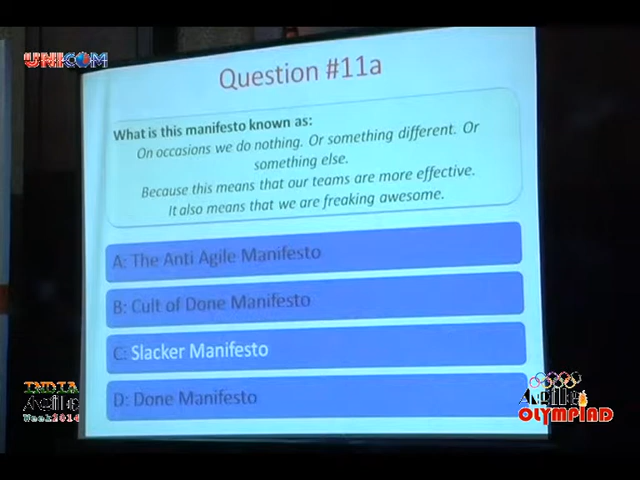 UNICOM
Question #11a
What is this manifesto known as:
On occasions we do nothing. Or something different. Or
something else.
Because this means that our teams are more effective.
It also means that we are freaking awesome.
A: The Anti Agile Manifesto
B: Cult of Done Manifesto
C: Slacker Manifesto
D: Done Manifesto
INDIA
Agile
Week2014
Agile
OLYMPIAD